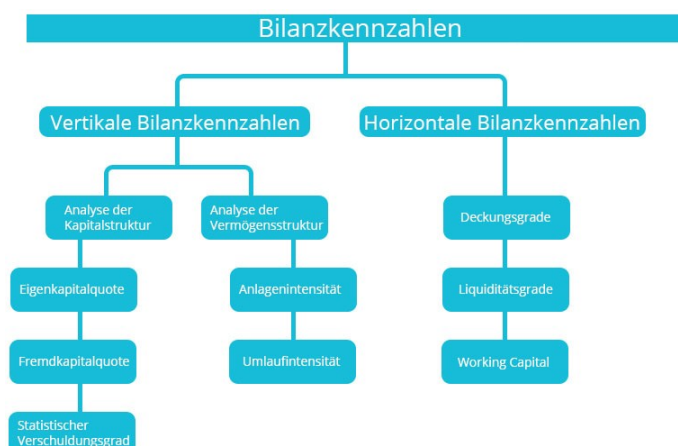 Bilanzkennzahlen
Vertikale Bilanzkennzahlen
Horizontale Bilanzkennzahlen
Analyse der
Kapitalstruktur
Analyse der
Vermögensstruktur
Deckungsgrade
Eigenkapitalquote
Anlagenintensität
Liquiditätsgrade
Fremdkapitalquote
Umlaufintensität
Working Capital
Statistischer
Verschuldungsgrad